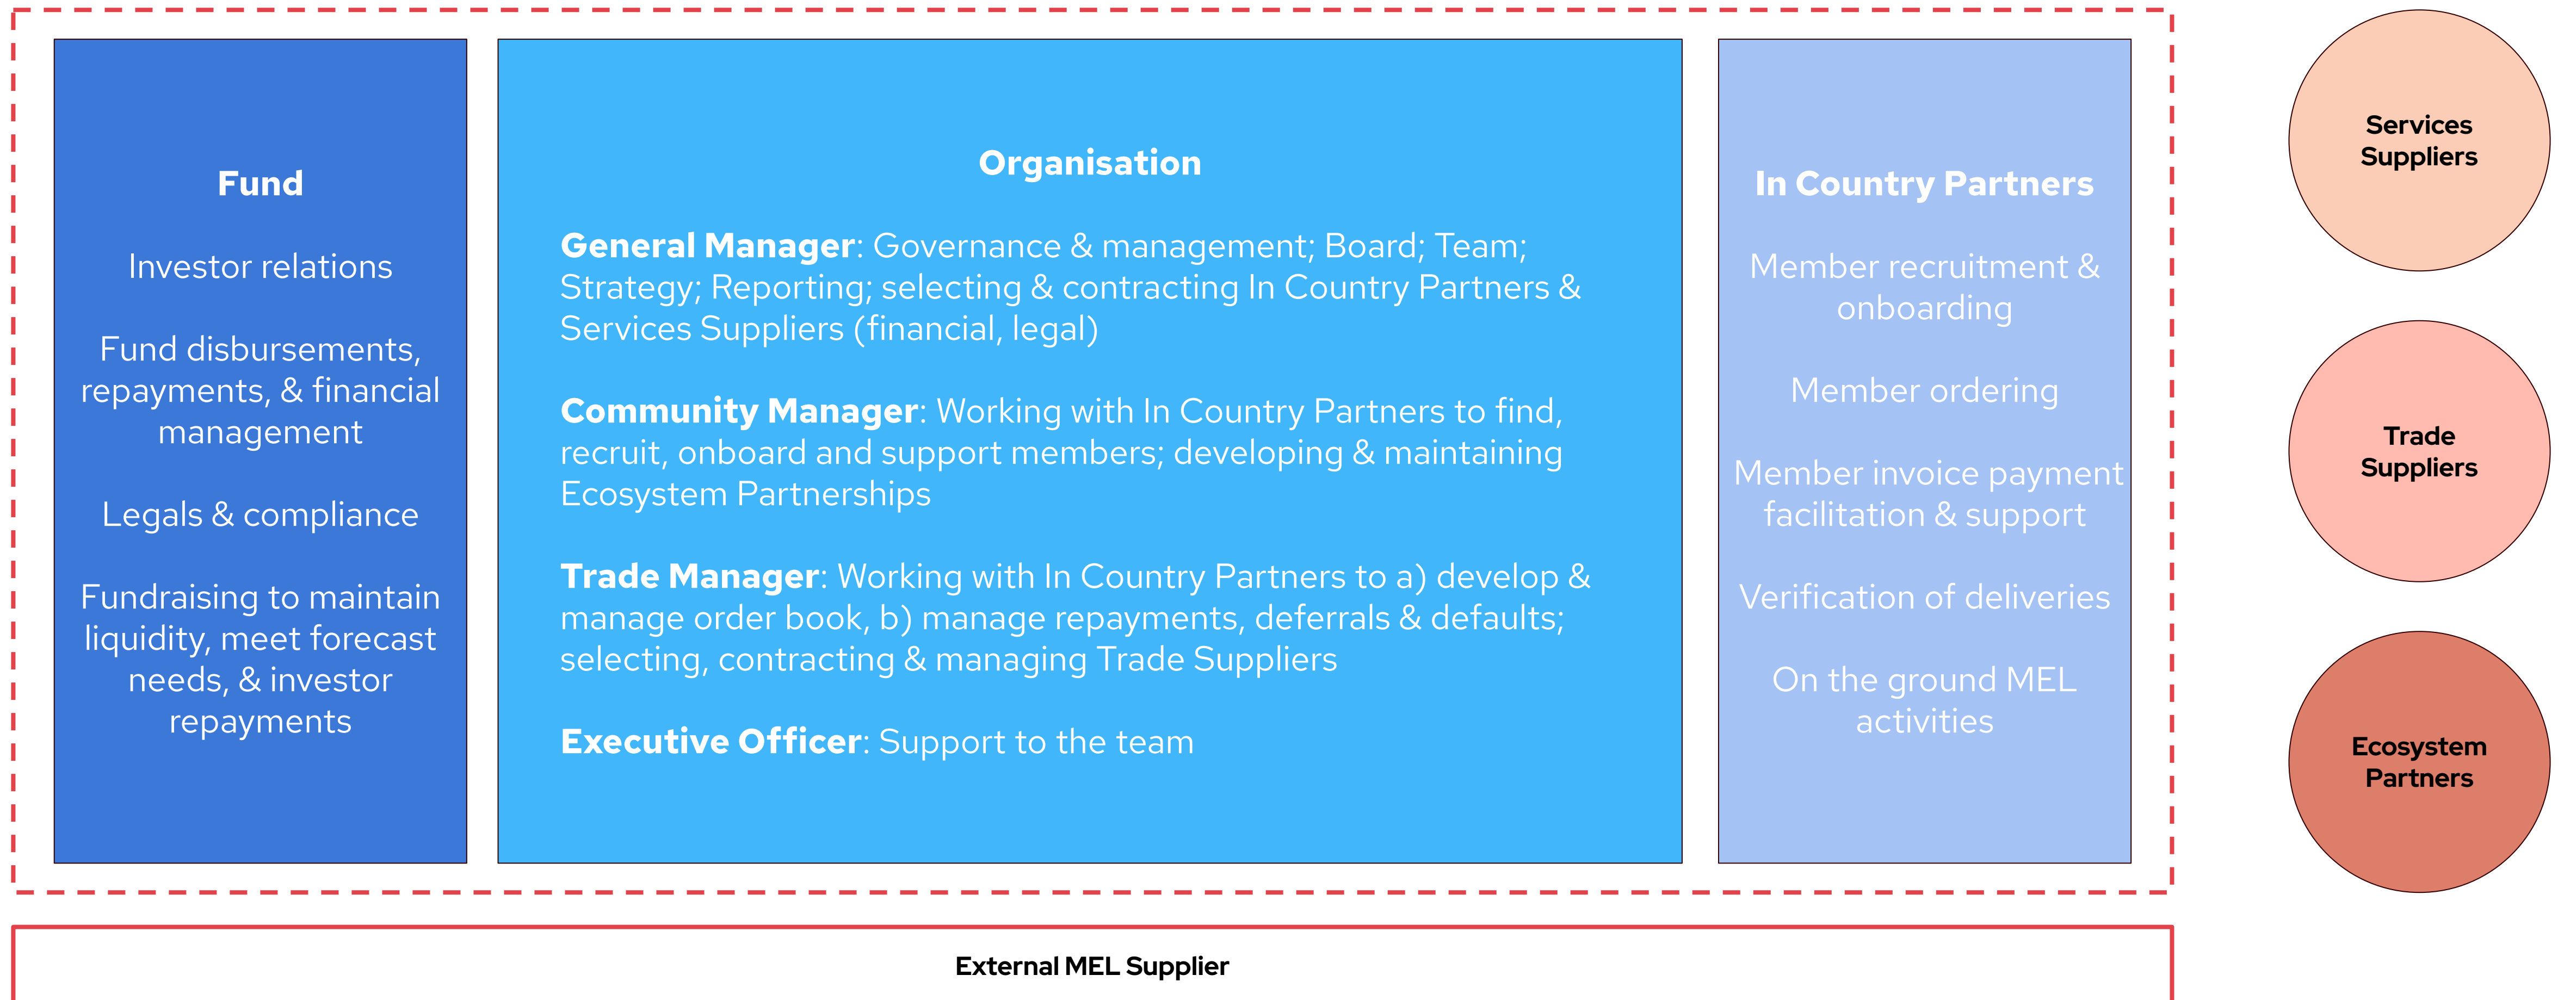 Fund
Investor relations
Fund disbursements,
repayments, & financial
management
Legals & compliance
Fundraising to maintain
liquidity, meet forecast
needs, & investor
repayments
Organisation
General Manager: Governance & management; Board; Team;
Strategy; Reporting; selecting & contracting In Country Partners &
Services Suppliers (financial, legal)
Community Manager: Working with In Country Partners to find,
recruit, onboard and support members; developing & maintaining
Ecosystem Partnerships
Trade Manager: Working with In Country Partners to a) develop &
manage order book, b) manage repayments, deferrals & defaults;
selecting, contracting & managing Trade Suppliers
Executive Officer: Support to the team
In Country Partners
Member recruitment &
onboarding
Member ordering
Member invoice payment
facilitation & support
Verification of deliveries
On the ground MEL
activities
Services
Suppliers
Trade
Suppliers
Ecosystem
Partners
External MEL Supplier